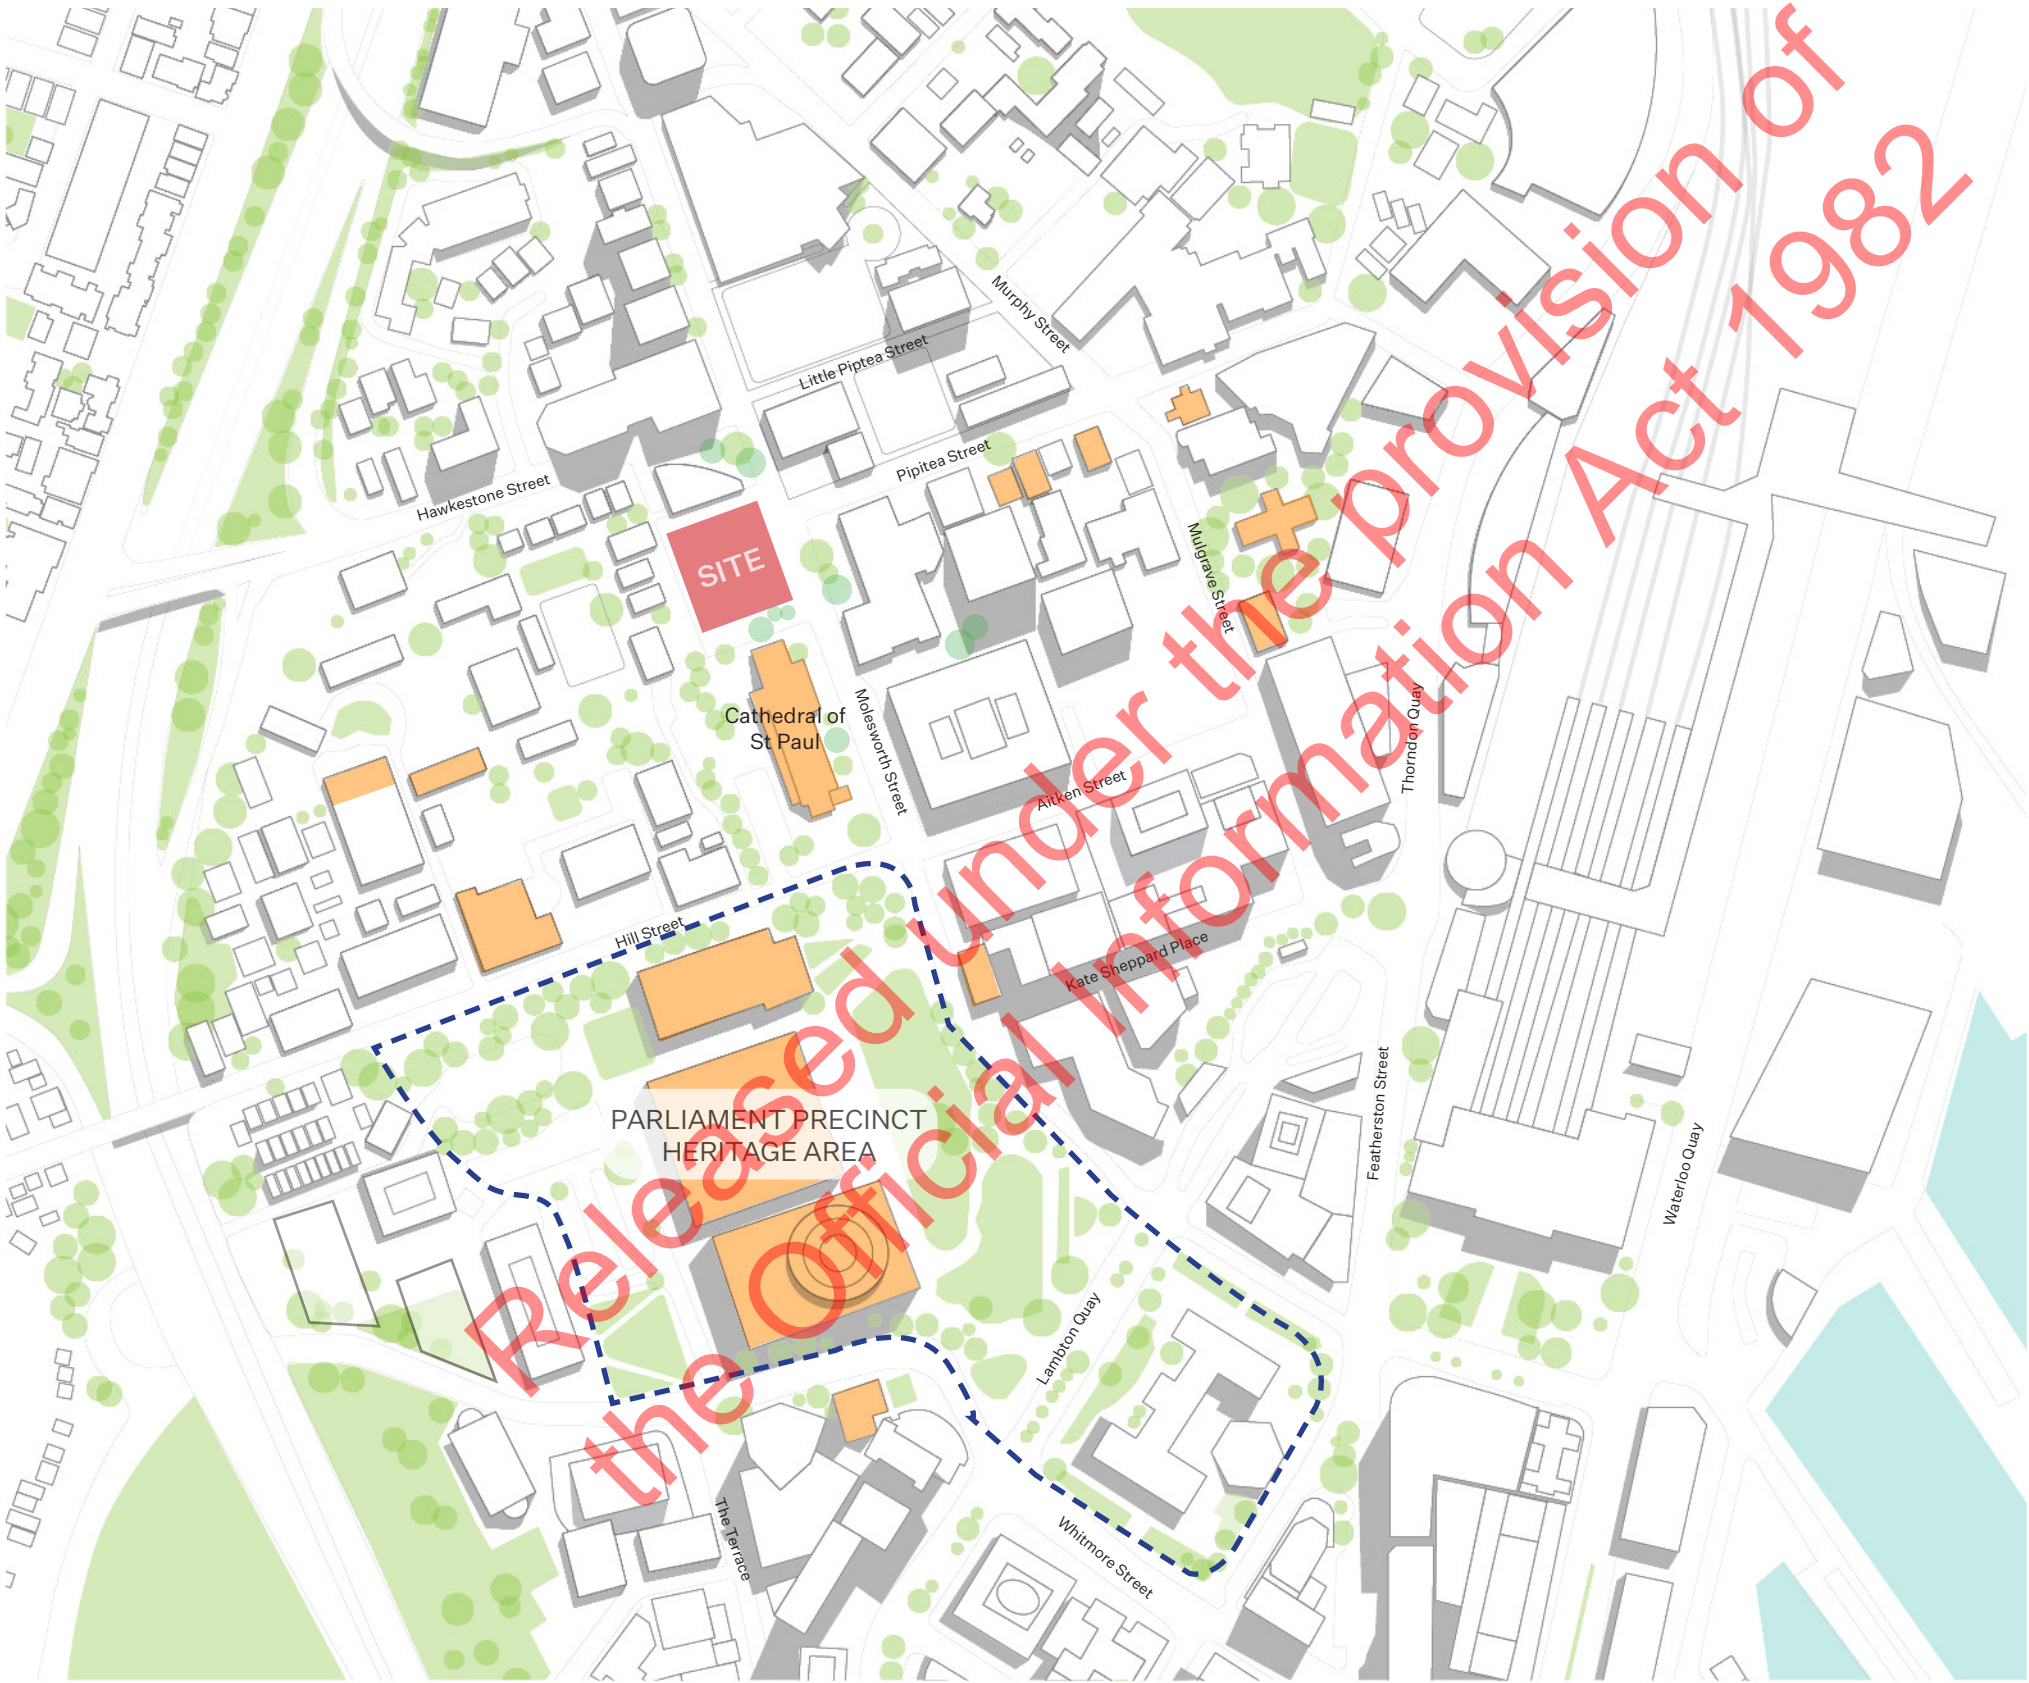 Murphy Street
Little Piptea Street
Pipitea Street
Hawkestone Street
SITE
Mulgrave Street
Cathedral of
St Paul
Molesworth Street
Thorndon Quay
Aitken Street
Hill Street
Kate Sheppard Place
PARLIAMENT PRECINCT
HERITAGE AREA
Featherston Street
Waterloo Quay
Lambton Quay
The Terrace
Whitmore Street
Released under the provision of
the Official Information Act 1982